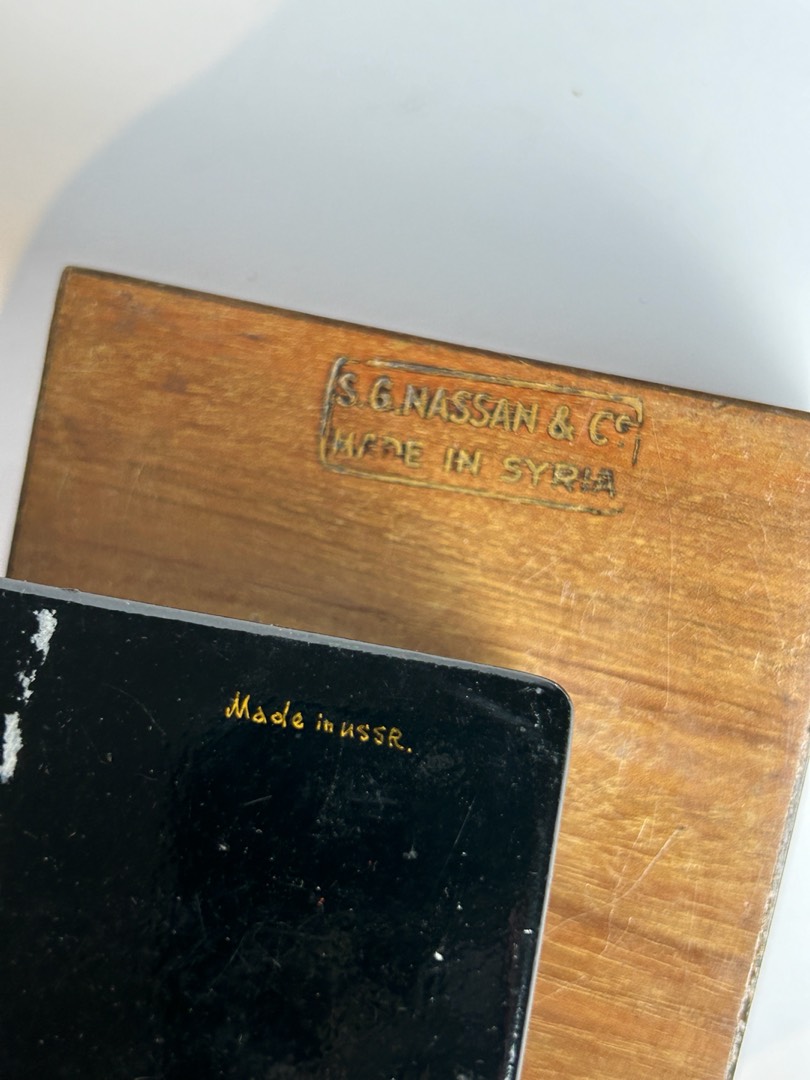 S. G. NASSAN & Co
MADE IN SYRIA
Made in USSR.